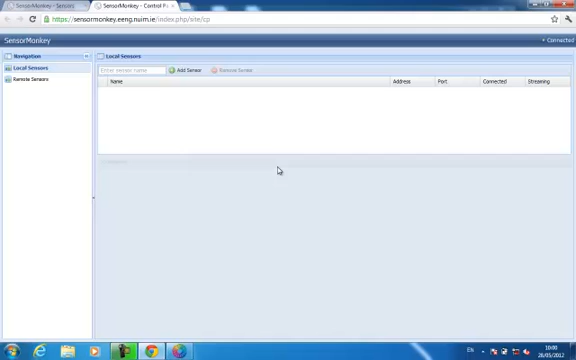 SensorMonkey - Sensors
SensorMonkey - Control P
https://sensormonkey.eeng.nuim.ie/index.php/site/cp
SensorMonkey
Connected
Navigation
Local Sensors
Local Sensors
Enter sensor name
Add Sensor
Remove Sensor
Remote Sensors
Name
Address
Port
Connected
Streaming
EN
10:00
28/05/2012